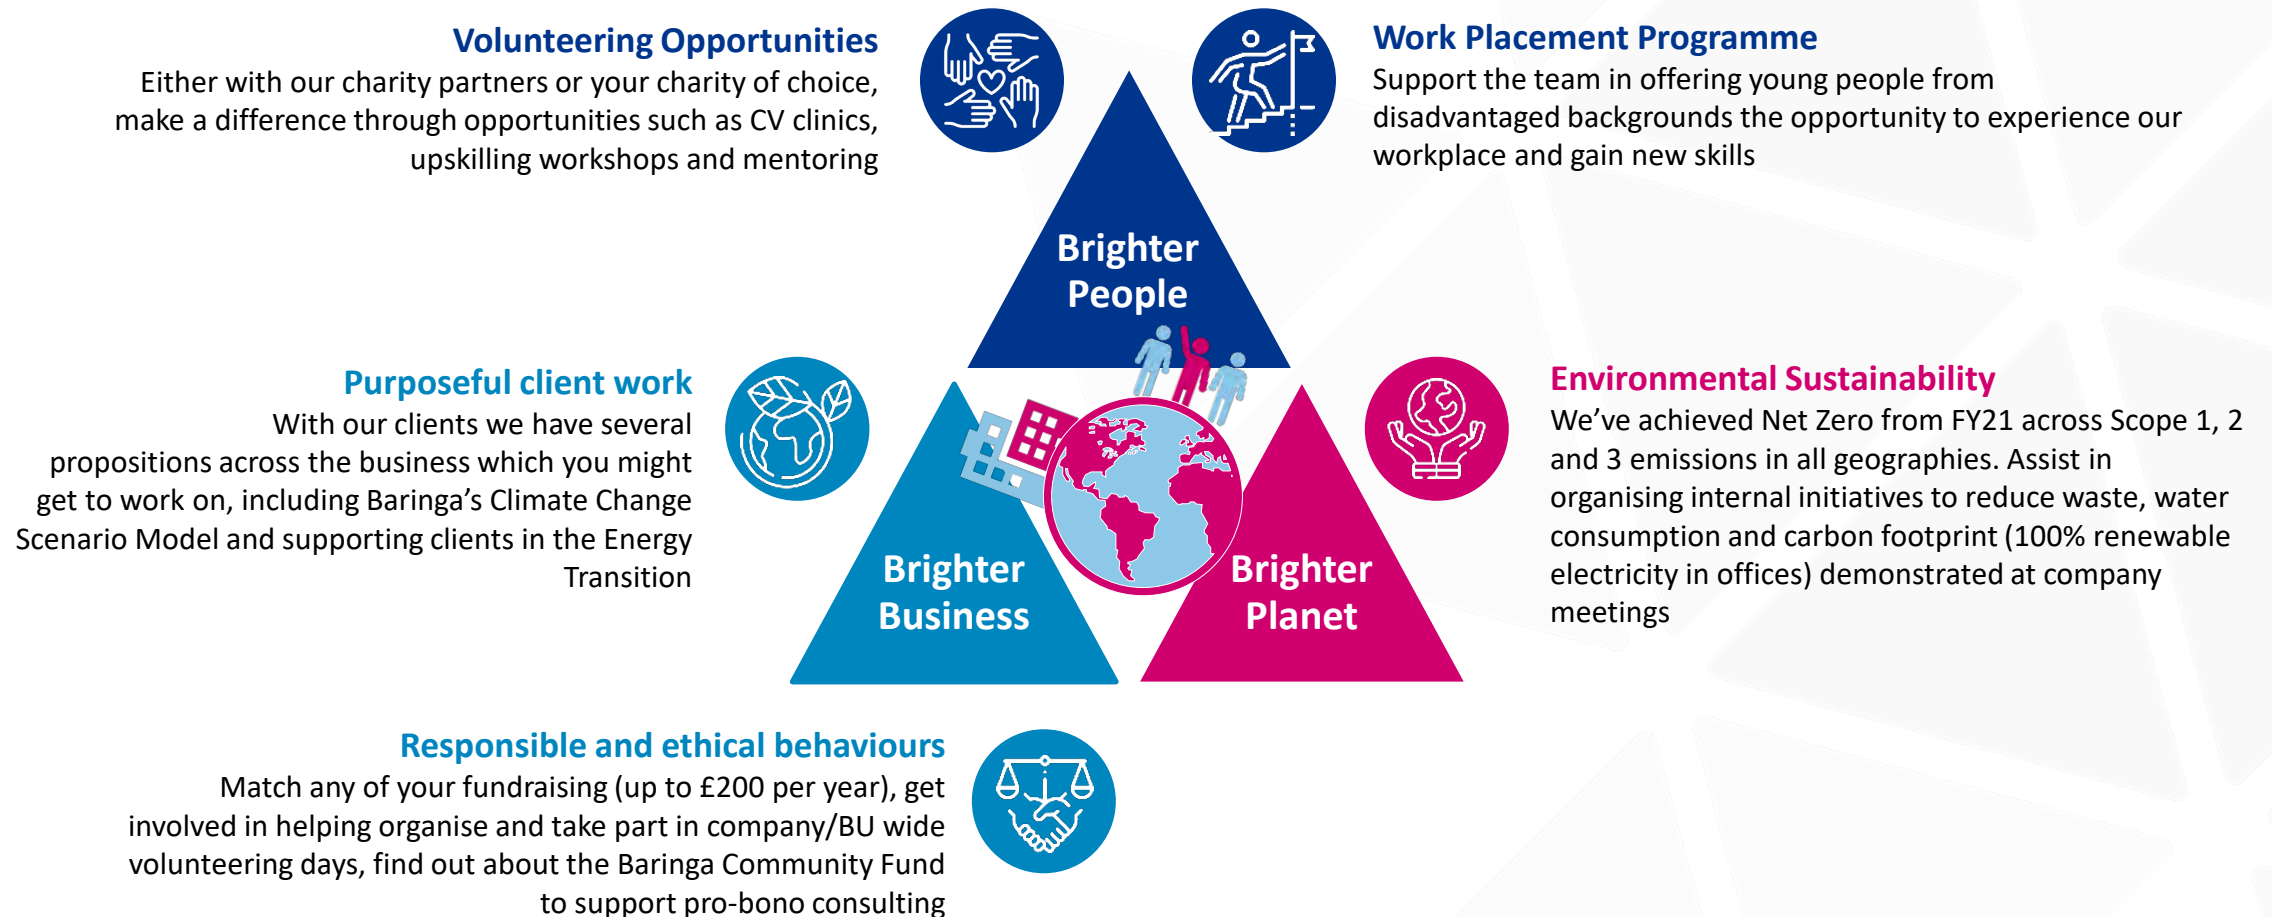 Volunteering Opportunities
Either with our charity partners or your charity of choice,
make a difference through opportunities such as CV clinics,
upskilling workshops and mentoring
Work Placement Programme
Support the team in offering young people from
disadvantaged backgrounds the opportunity to experience our
workplace and gain new skills
Brighter
People
Purposeful client work
With our clients we have several
propositions across the business which you might
get to work on, including Baringa’s Climate Change
Scenario Model and supporting clients in the Energy
Transition
Environmental Sustainability
We’ve achieved Net Zero from FY21 across Scope 1, 2
and 3 emissions in all geographies. Assist in
organising internal initiatives to reduce waste, water
consumption and carbon footprint (100% renewable
electricity in offices) demonstrated at company
meetings
Brighter
Business
Brighter
Planet
Responsible and ethical behaviours
Match any of your fundraising (up to £200 per year), get
involved in helping organise and take part in company/BU wide
volunteering days, find out about the Baringa Community Fund
to support pro-bono consulting